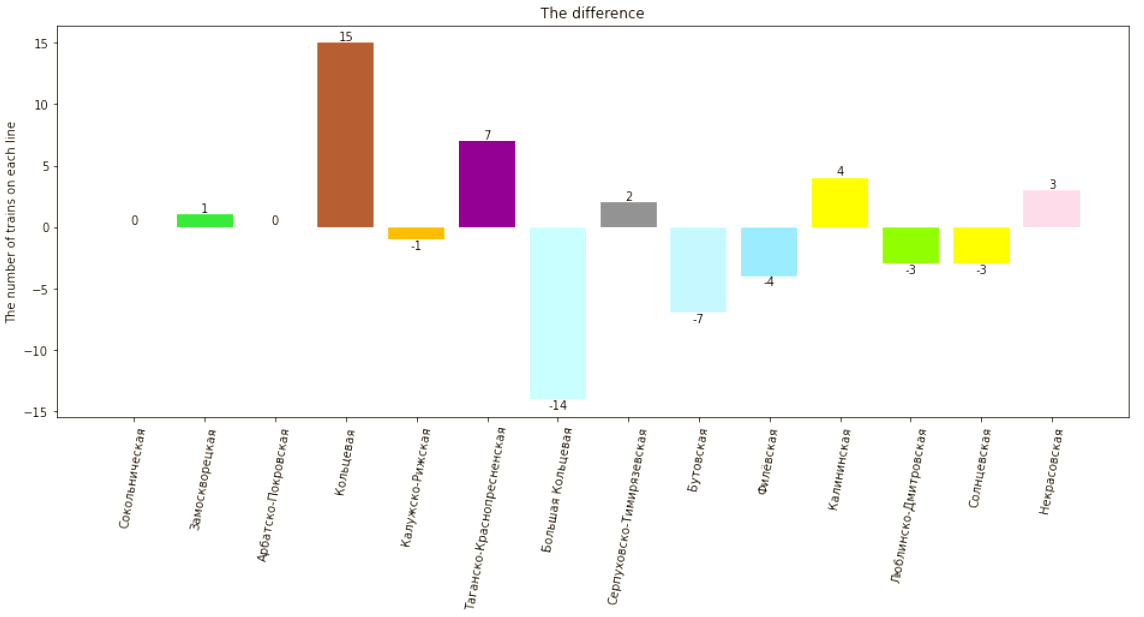 The difference
The number of trains on each line
15
10
5
0
−5
−10
−15
0
1
0
15
-1
7
-14
2
-7
-4
4
-3
-3
3
Сокольническая
Замоскворецкая
Арбатско-Покровская
Кольцевая
Калужско-Рижская
Таганско-Краснопресненская
Большая Кольцевая
Серпуховско-Тимирязевская
Бутовская
Филёвская
Калининская
Люблинско-Дмитровская
Солнцевская
Некрасовская